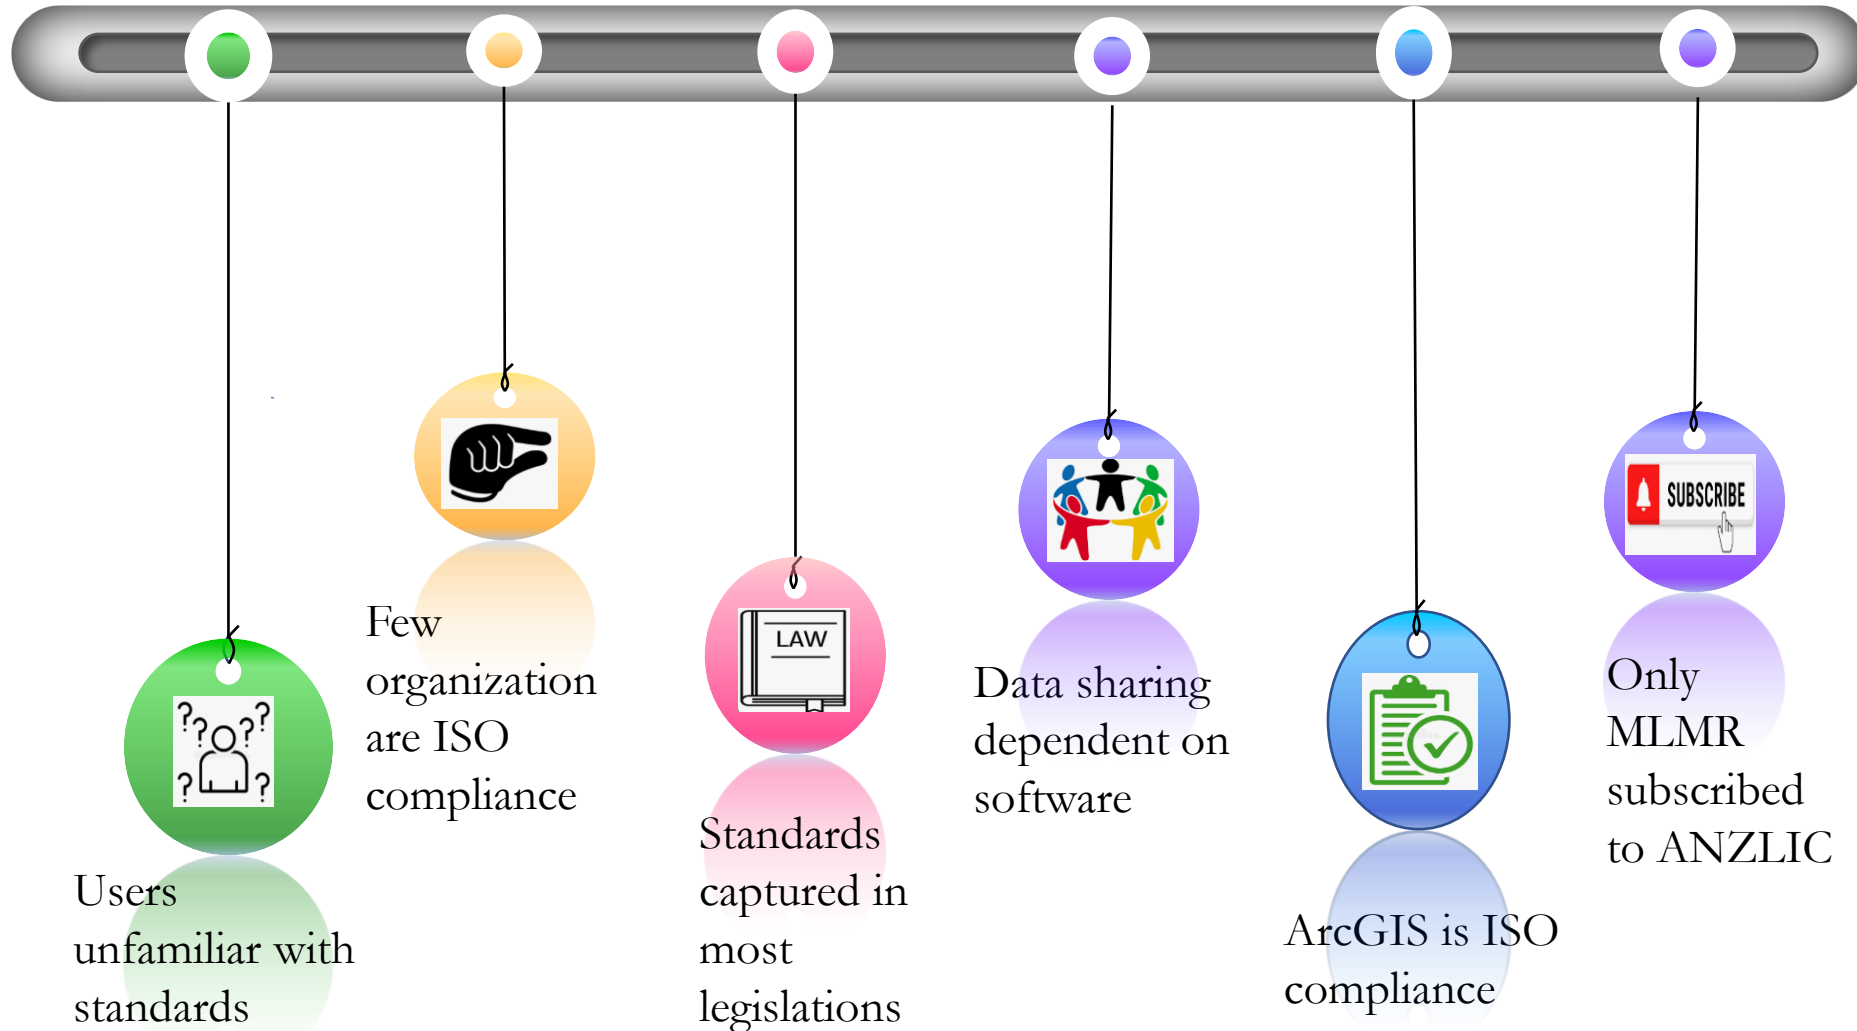 Users
unfamiliar with
standards
Few
organization
are ISO
compliance
LAW
Standards
captured in
most
legislations
Data sharing
dependent on
software
ArcGIS is ISO
compliance
SUBSCRIBE
Only
MLMR
subscribed
to ANZLIC